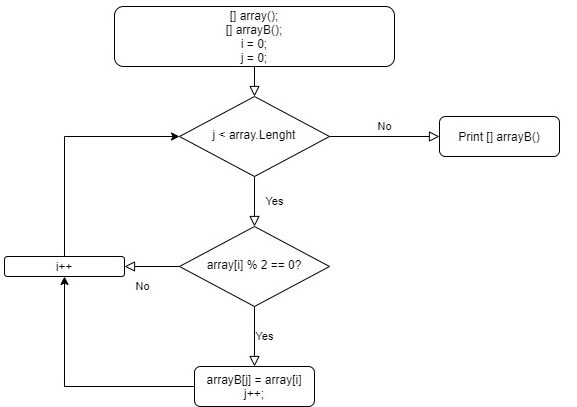 [] array();
[] arrayB();
i = 0;
j = 0;
j < array.Lenght
No
Print [] arrayB()
Yes
array[i] % 2 == 0?
i++
No
Yes
arrayB[j] = array[i]
j++;